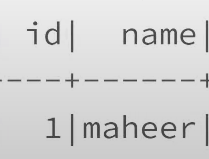 id|  name|
----+------+
1|maheer|